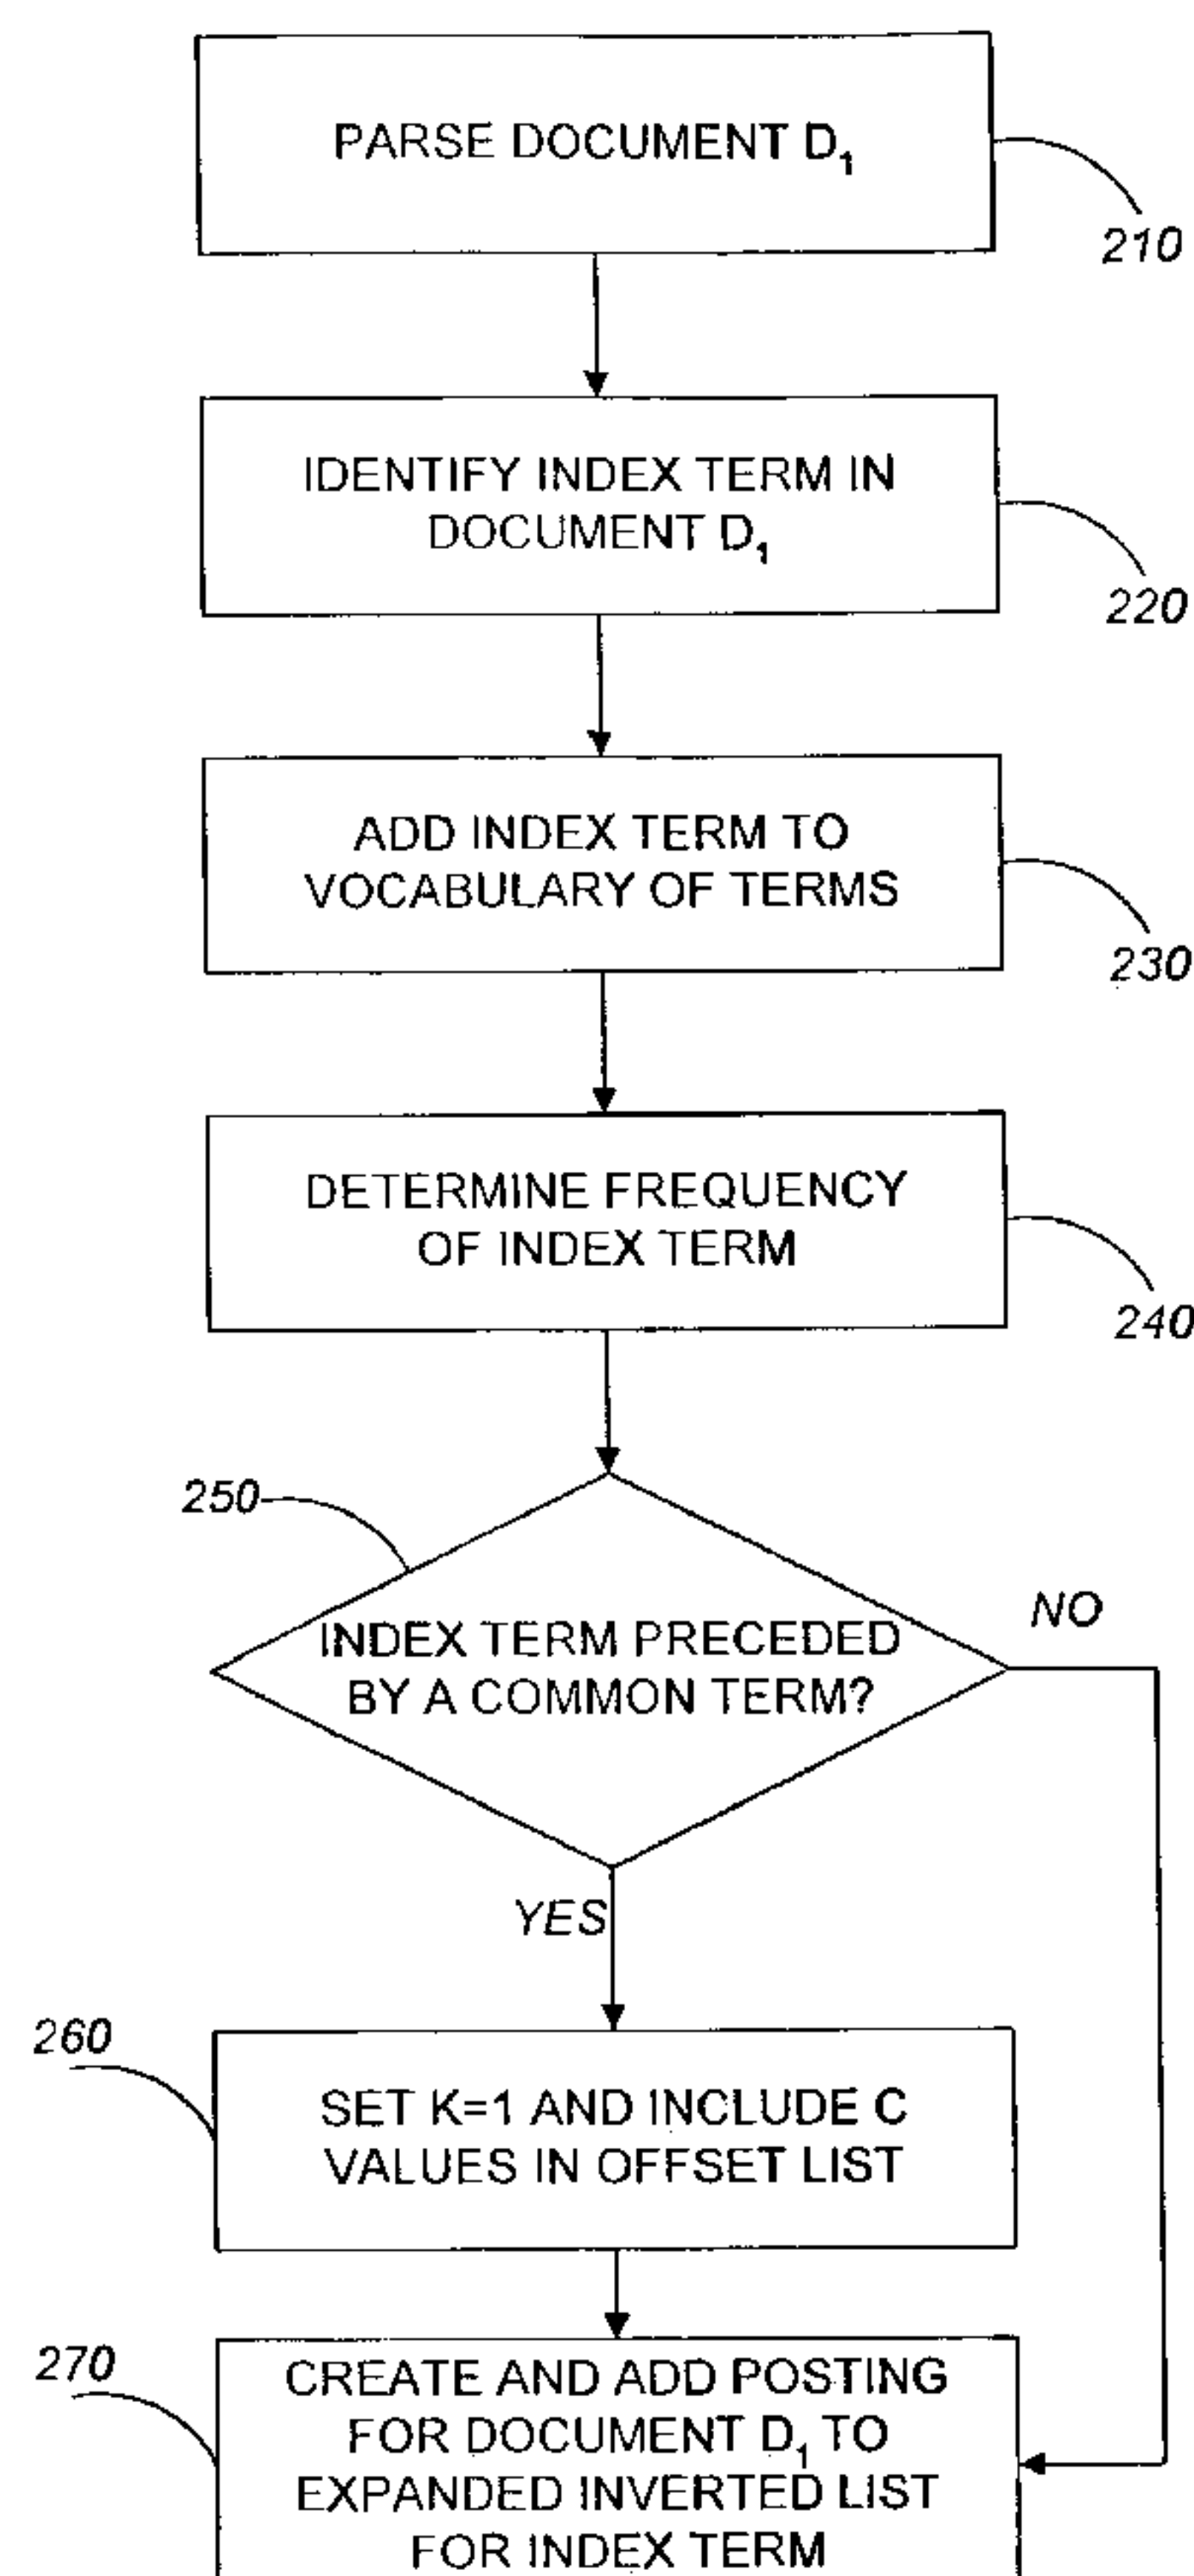 PARSE DOCUMENT D₁
210
IDENTIFY INDEX TERM IN
DOCUMENT D₁
220
ADD INDEX TERM TO
VOCABULARY OF TERMS
230
DETERMINE FREQUENCY
OF INDEX TERM
240
250
INDEX TERM PRECEDED
BY A COMMON TERM?
NO
YES
260
SET K=1 AND INCLUDE C
VALUES IN OFFSET LIST
270
CREATE AND ADD POSTING
FOR DOCUMENT D₁ TO
EXPANDED INVERTED LIST
FOR INDEX TERM